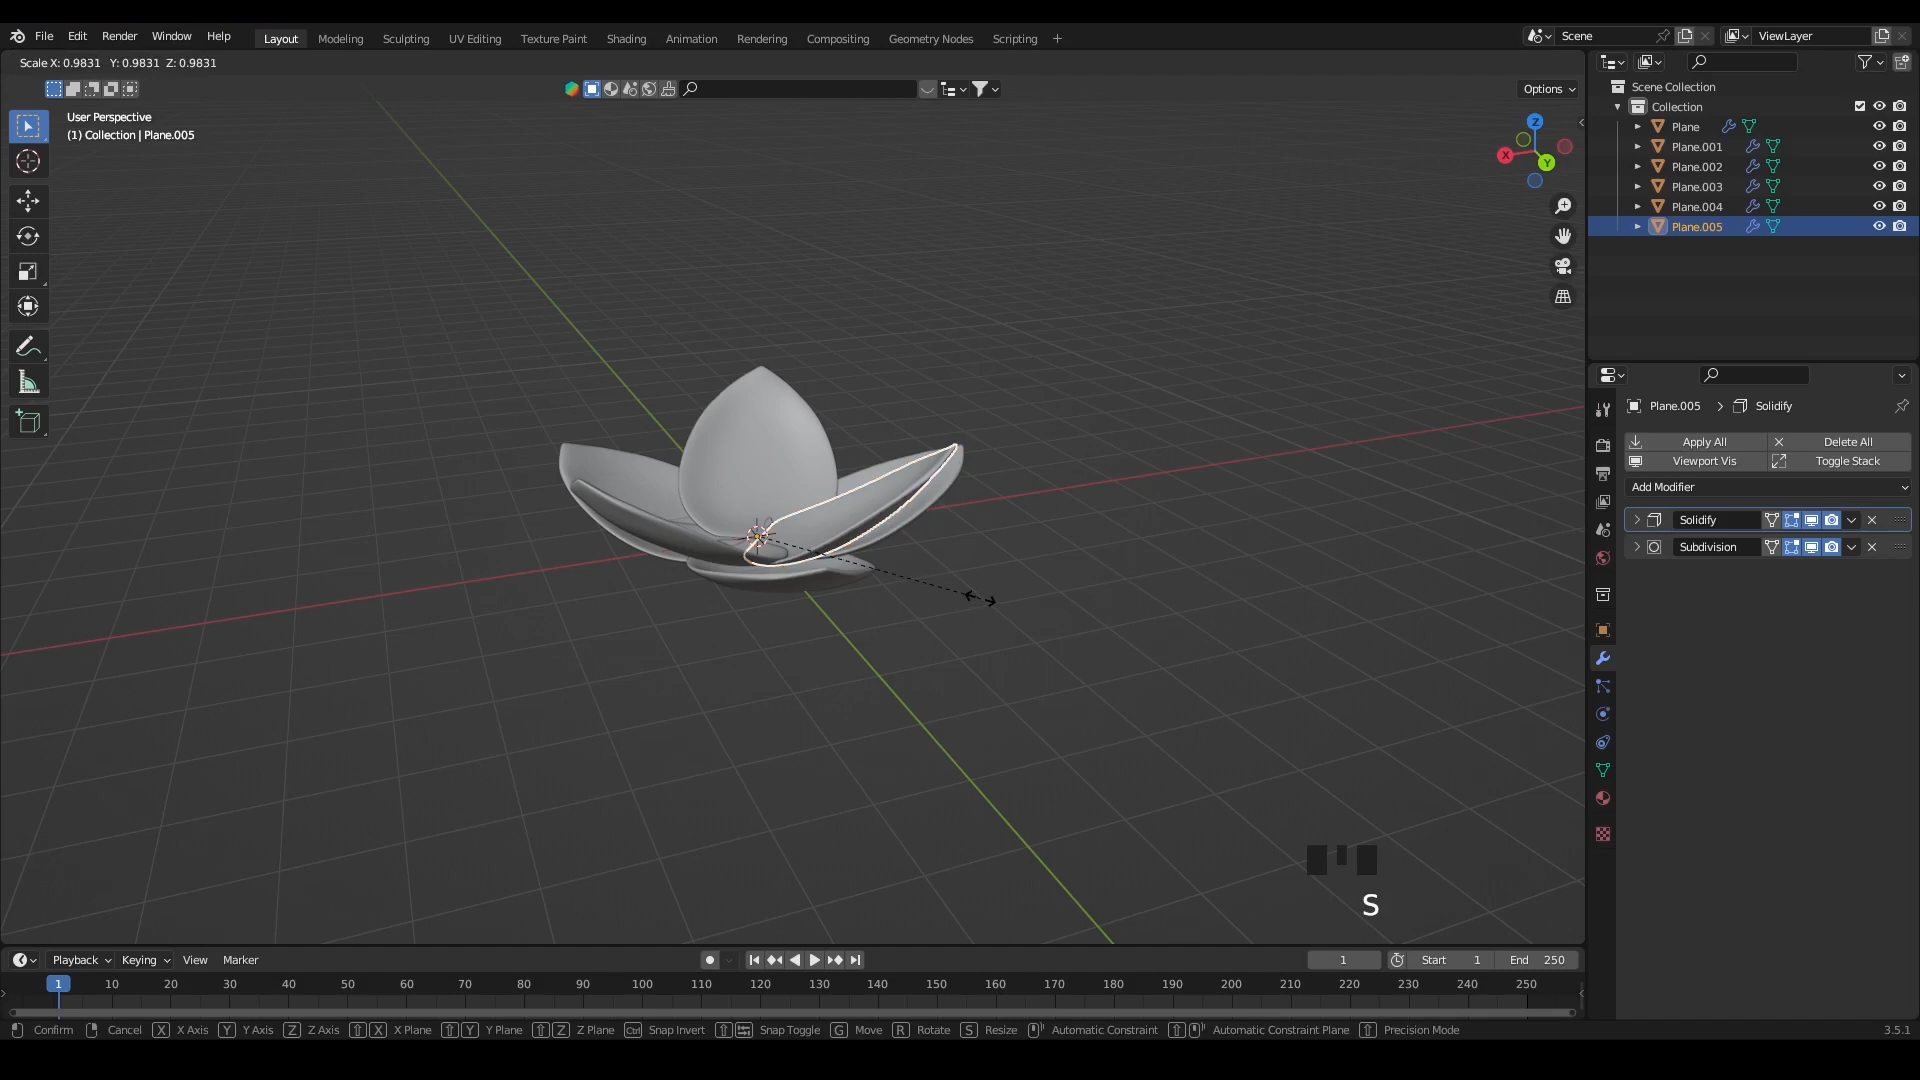 File Edit Render Window Help Layout Modeling Sculpting UV Editing Texture Paint Shading Animation Rendering Compositing Geometry Nodes Scripting + Scene ViewLayer
Scale X: 0.9831 Y: 0.9831 Z: 0.9831
Options
User Perspective
(1) Collection | Plane.005
Z
X
Y
Scene Collection
Collection
Plane
Plane.001
Plane.002
Plane.003
Plane.004
Plane.005
Plane.005 > Solidify
Apply All Delete All
Viewport Vis Toggle Stack
Add Modifier
Solidify
Subdivision
S
Playback Keying View Marker 1 Start 1 End 250
1 10 20 30 40 50 60 70 80 90 100 110 120 130 140 150 160 170 180 190 200 210 220 230 240 250
Confirm Cancel X X Axis Y Y Axis Z Z Axis X X Plane Y Y Plane Z Z Plane Ctrl Snap Invert Snap Toggle G Move R Rotate S Resize Automatic Constraint Automatic Constraint Plane Precision Mode 3.5.1